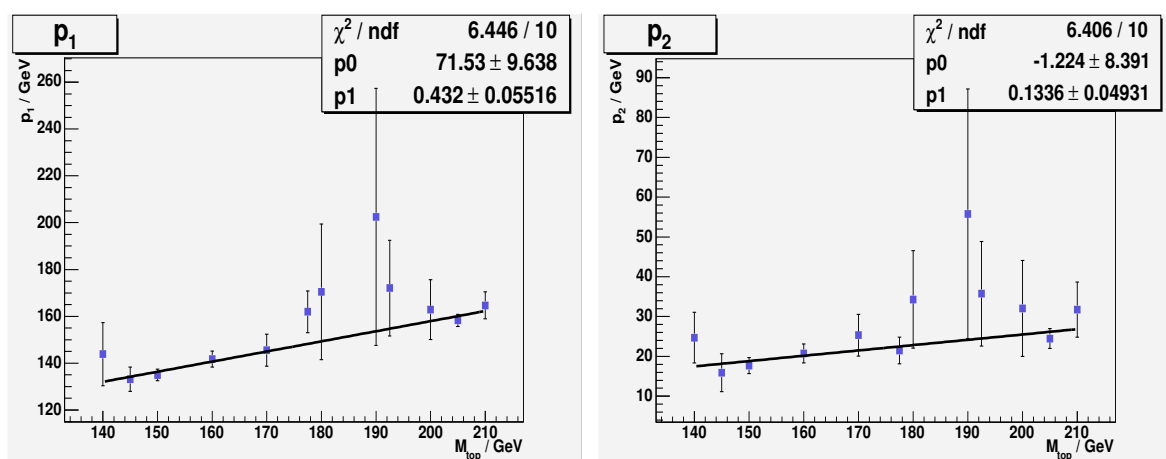 p1
χ2 / ndf 6.446 / 10
p0 71.53 ± 9.638
p1 0.432 ± 0.05516
p1 / GeV
260
240
220
200
180
160
140
120
140 150 160 170 180 190 200 210
Mtop / GeV
p2
χ2 / ndf 6.406 / 10
p0 -1.224 ± 8.391
p1 0.1336 ± 0.04931
p2 / GeV
90
80
70
60
50
40
30
20
10
140 150 160 170 180 190 200 210
Mtop / GeV